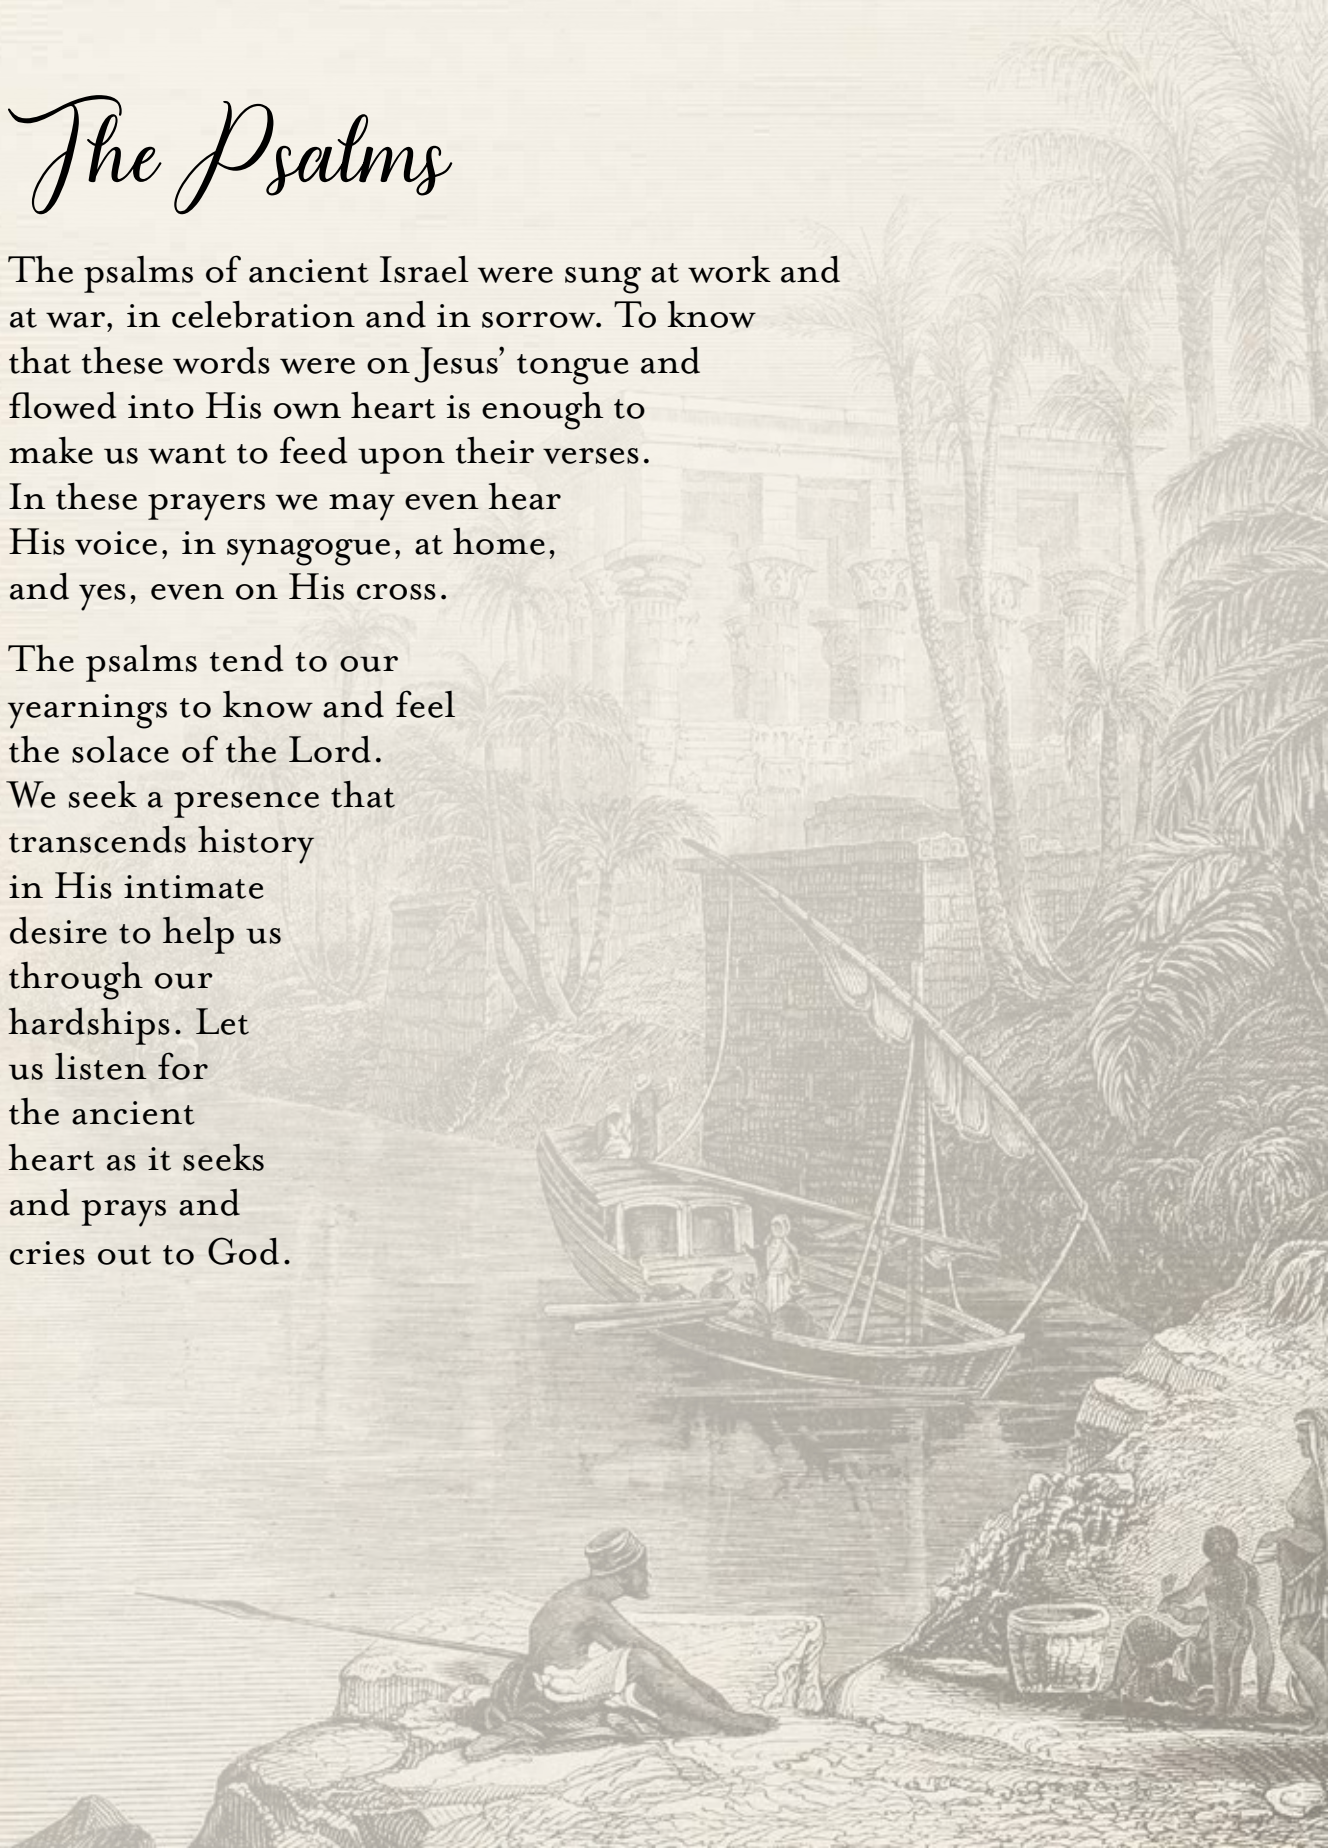 The Psalms
The psalms of ancient Israel were sung at work and
at war, in celebration and in sorrow. To know
that these words were on Jesus’ tongue and
flowed into His own heart is enough to
make us want to feed upon their verses.
In these prayers we may even hear
His voice, in synagogue, at home,
and yes, even on His cross.
The psalms tend to our
yearnings to know and feel
the solace of the Lord.
We seek a presence that
transcends history
in His intimate
desire to help us
through our
hardships. Let
us listen for
the ancient
heart as it seeks
and prays and
cries out to God.